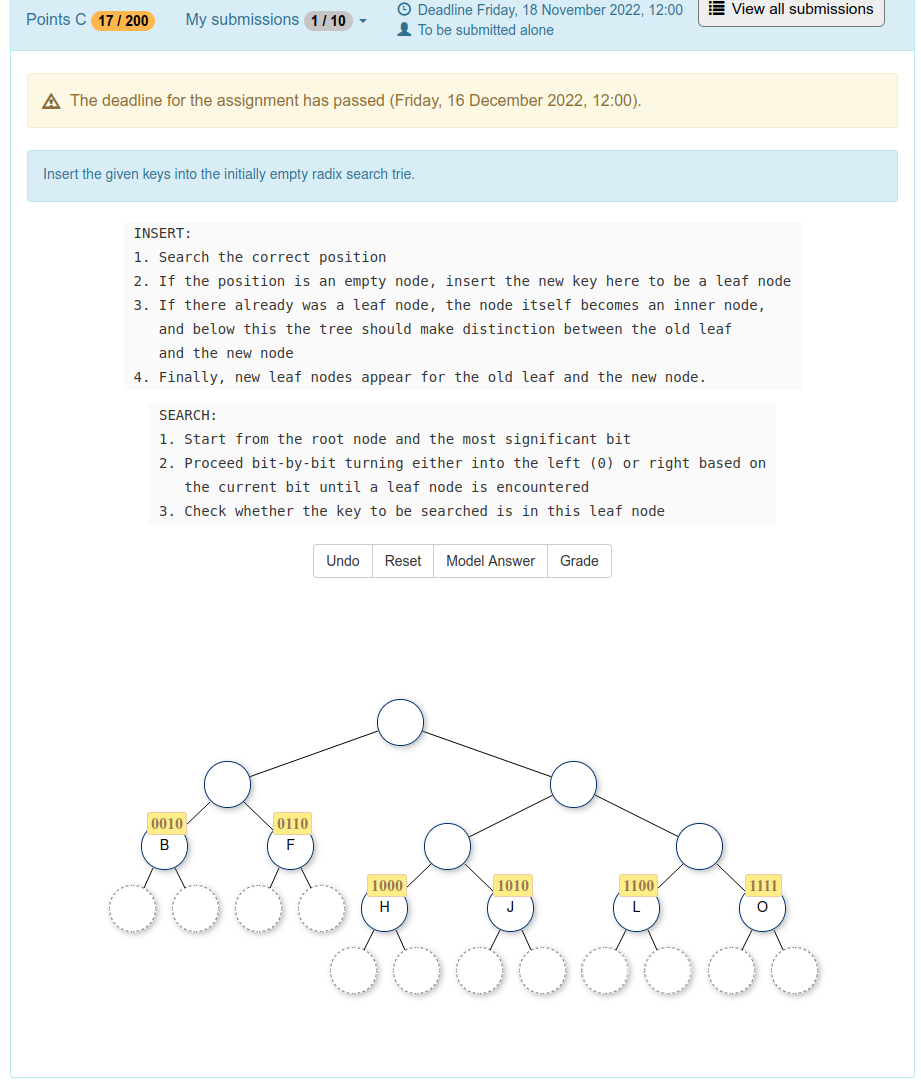 Points C 17 / 200 My submissions 1 / 10 Deadline Friday, 18 November 2022, 12:00 View all submissions
To be submitted alone
The deadline for the assignment has passed (Friday, 16 December 2022, 12:00).
Insert the given keys into the initially empty radix search trie.
INSERT:
1. Search the correct position
2. If the position is an empty node, insert the new key here to be a leaf node
3. If there already was a leaf node, the node itself becomes an inner node,
and below this the tree should make distinction between the old leaf
and the new node
4. Finally, new leaf nodes appear for the old leaf and the new node.
SEARCH:
1. Start from the root node and the most significant bit
2. Proceed bit-by-bit turning either into the left (0) or right based on
the current bit until a leaf node is encountered
3. Check whether the key to be searched is in this leaf node
Undo Reset Model Answer Grade
0010 0110
B F
1000 1010 1100 1111
H J L O